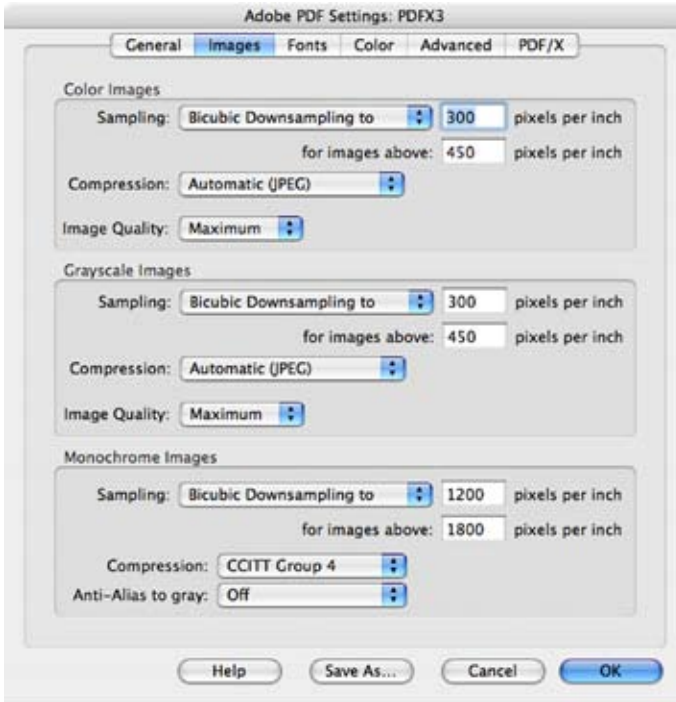 Adobe PDF Settings: PDFX3
General Images Fonts Color Advanced PDF/X
Color Images
Sampling: Bicubic Downsampling to 300 pixels per inch
for images above: 450 pixels per inch
Compression: Automatic (JPEG)
Image Quality: Maximum
Grayscale Images
Sampling: Bicubic Downsampling to 300 pixels per inch
for images above: 450 pixels per inch
Compression: Automatic (JPEG)
Image Quality: Maximum
Monochrome Images
Sampling: Bicubic Downsampling to 1200 pixels per inch
for images above: 1800 pixels per inch
Compression: CCITT Group 4
Anti-Alias to gray: Off
Help Save As... Cancel OK